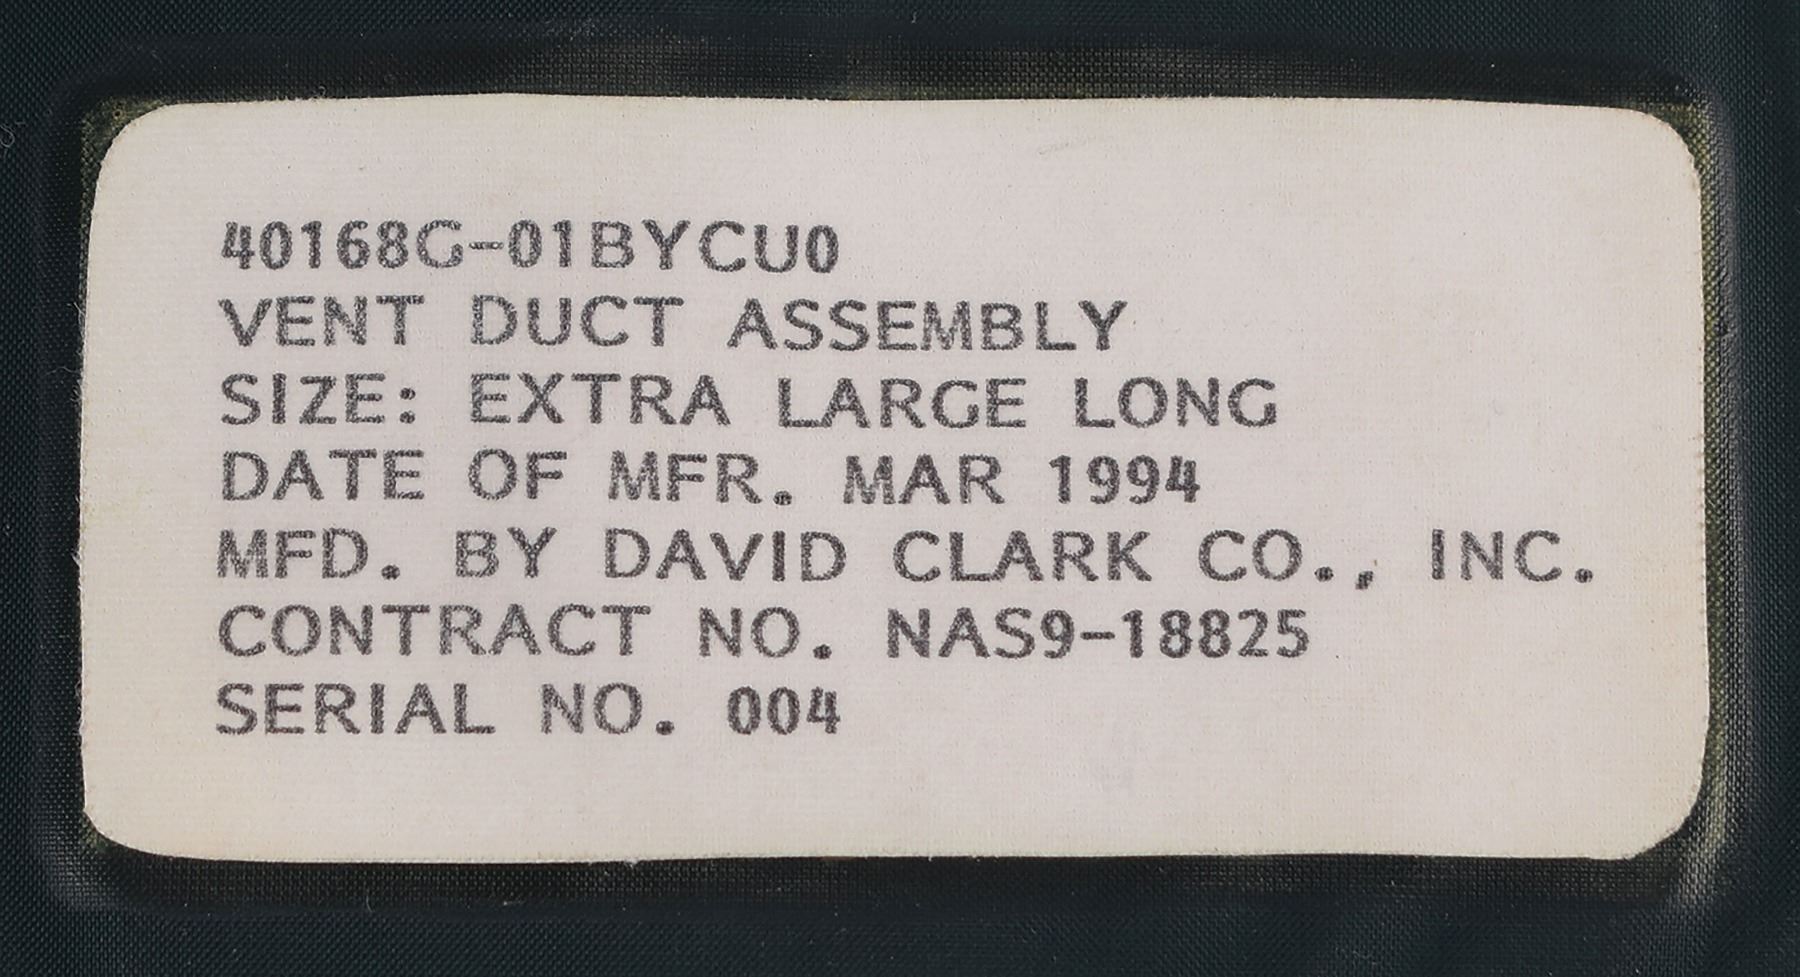 40168G-01BYCU0
VENT DUCT ASSEMBLY
SIZE: EXTRA LARGE LONG
DATE OF MFR. MAR 1994
MFD. BY DAVID CLARK CO., INC.
CONTRACT NO. NAS9-18825
SERIAL NO. 004